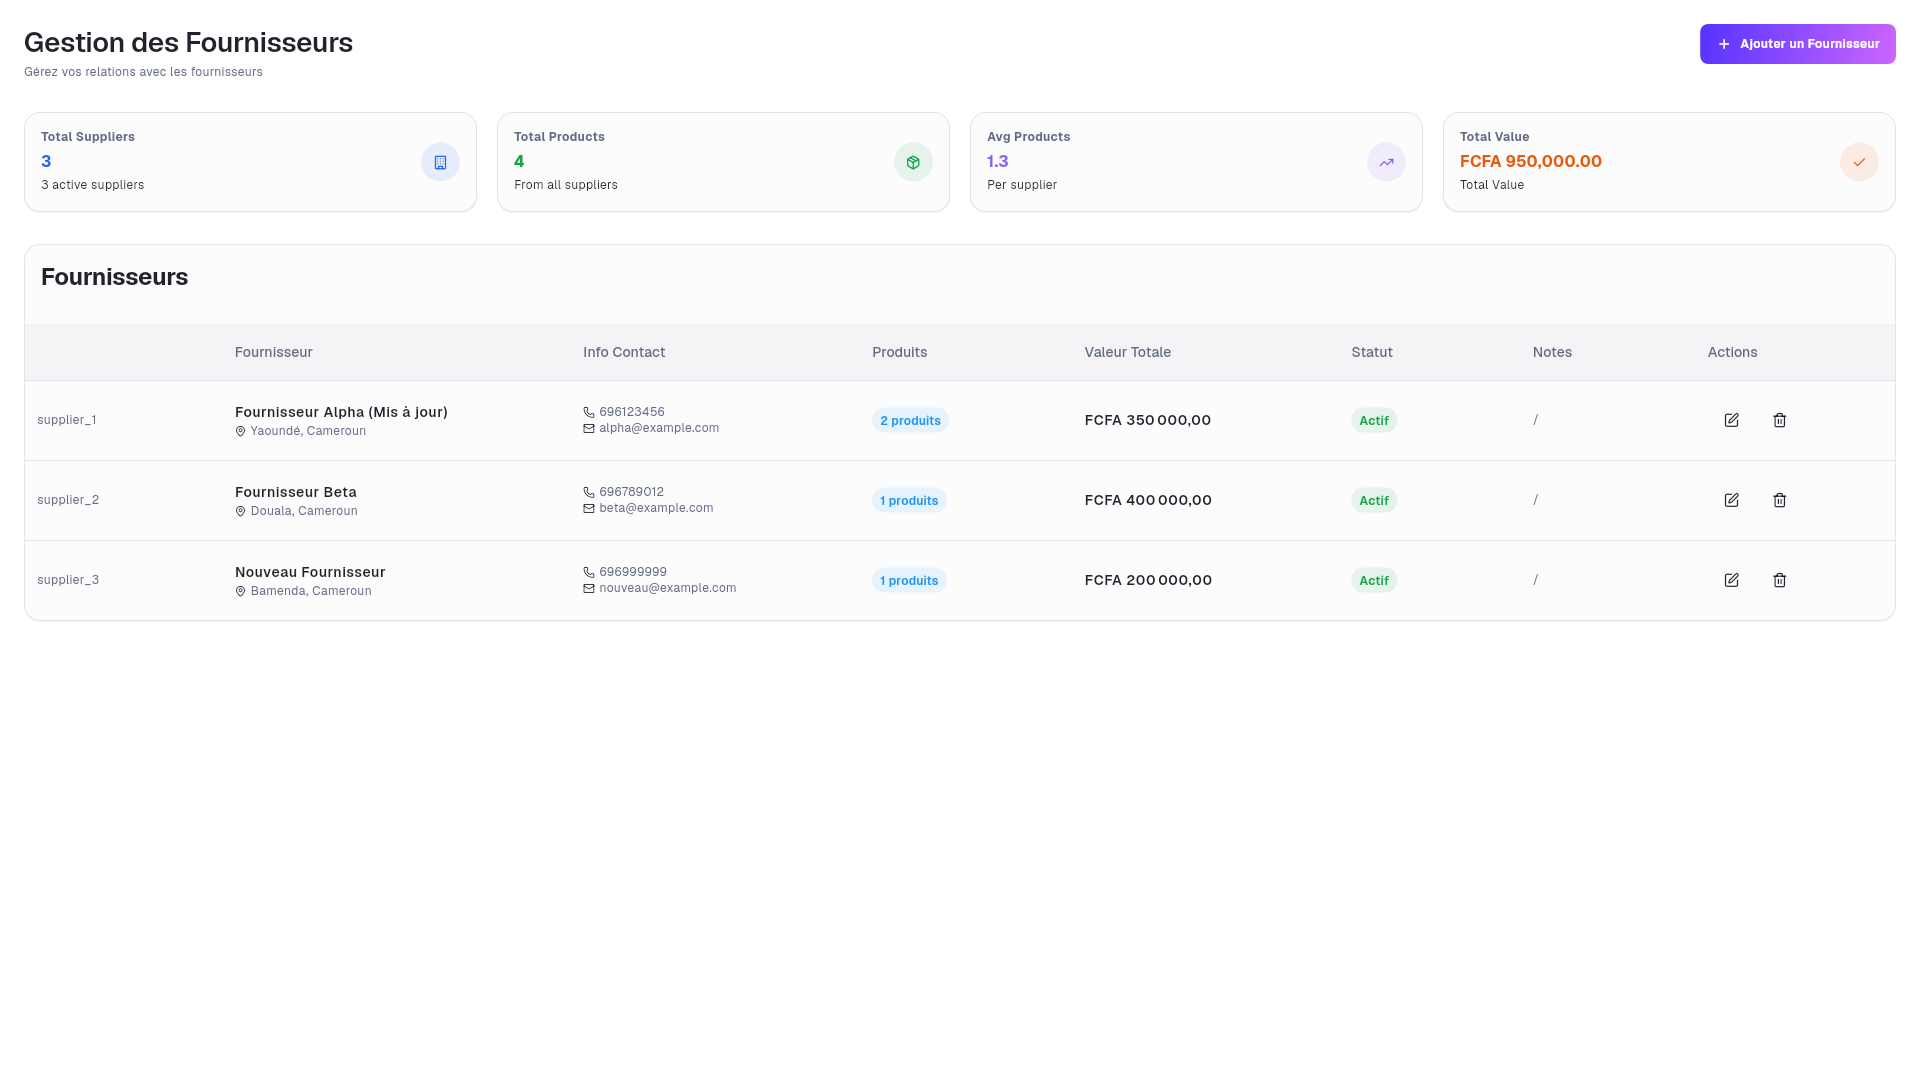 Gestion des Fournisseurs
Gérez vos relations avec les fournisseurs
Ajouter un Fournisseur
Total Suppliers
3
3 active suppliers
Total Products
4
From all suppliers
Avg Products
1.3
Per supplier
Total Value
FCFA 950,000.00
Total Value
Fournisseurs
Fournisseur Info Contact Produits Valeur Totale Statut Notes Actions
supplier_1
Fournisseur Alpha (Mis à jour)
Yaoundé, Cameroun
696123456
alpha@example.com
2 produits
FCFA 350 000,00
Actif
/
supplier_2
Fournisseur Beta
Douala, Cameroun
696789012
beta@example.com
1 produits
FCFA 400 000,00
Actif
/
supplier_3
Nouveau Fournisseur
Bamenda, Cameroun
696999999
nouveau@example.com
1 produits
FCFA 200 000,00
Actif
/